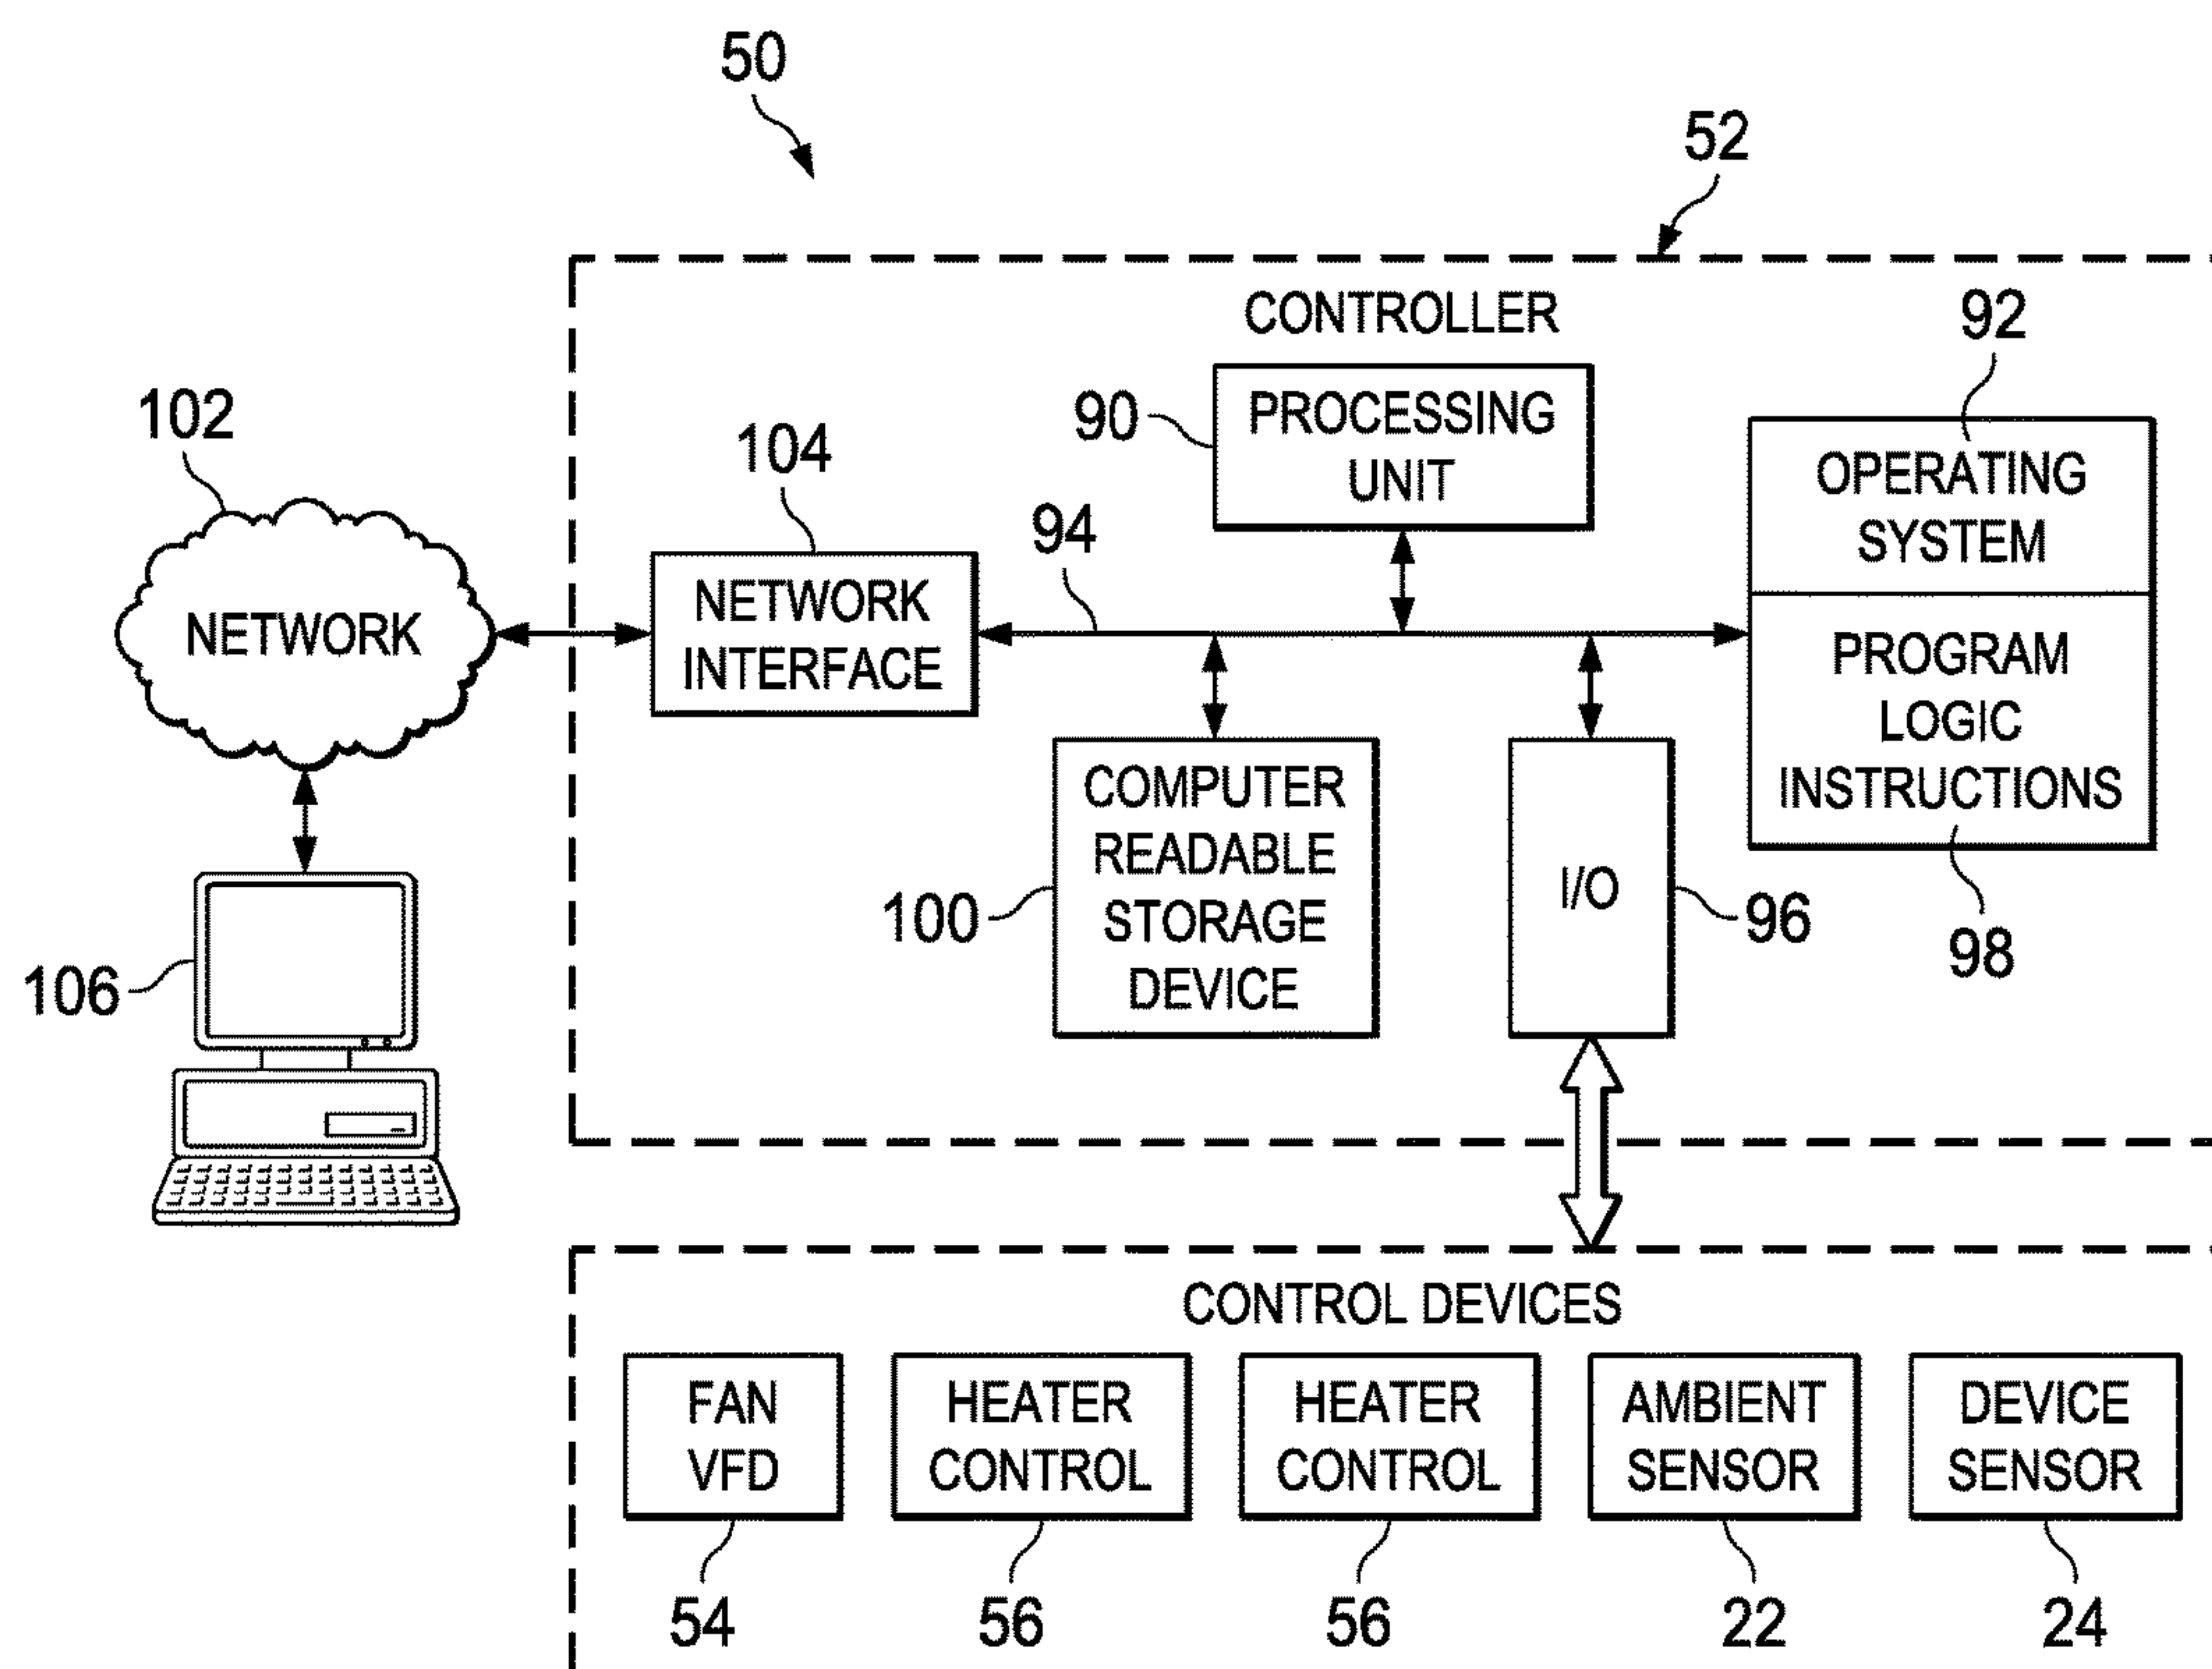 50
52
CONTROLLER
92
102
90
PROCESSING
UNIT
104
94
OPERATING
SYSTEM
NETWORK
NETWORK
INTERFACE
PROGRAM
LOGIC
INSTRUCTIONS
COMPUTER
READABLE
STORAGE
DEVICE
I/O
100
96
98
106
CONTROL DEVICES
FAN
VFD
HEATER
CONTROL
HEATER
CONTROL
AMBIENT
SENSOR
DEVICE
SENSOR
54
56
56
22
24